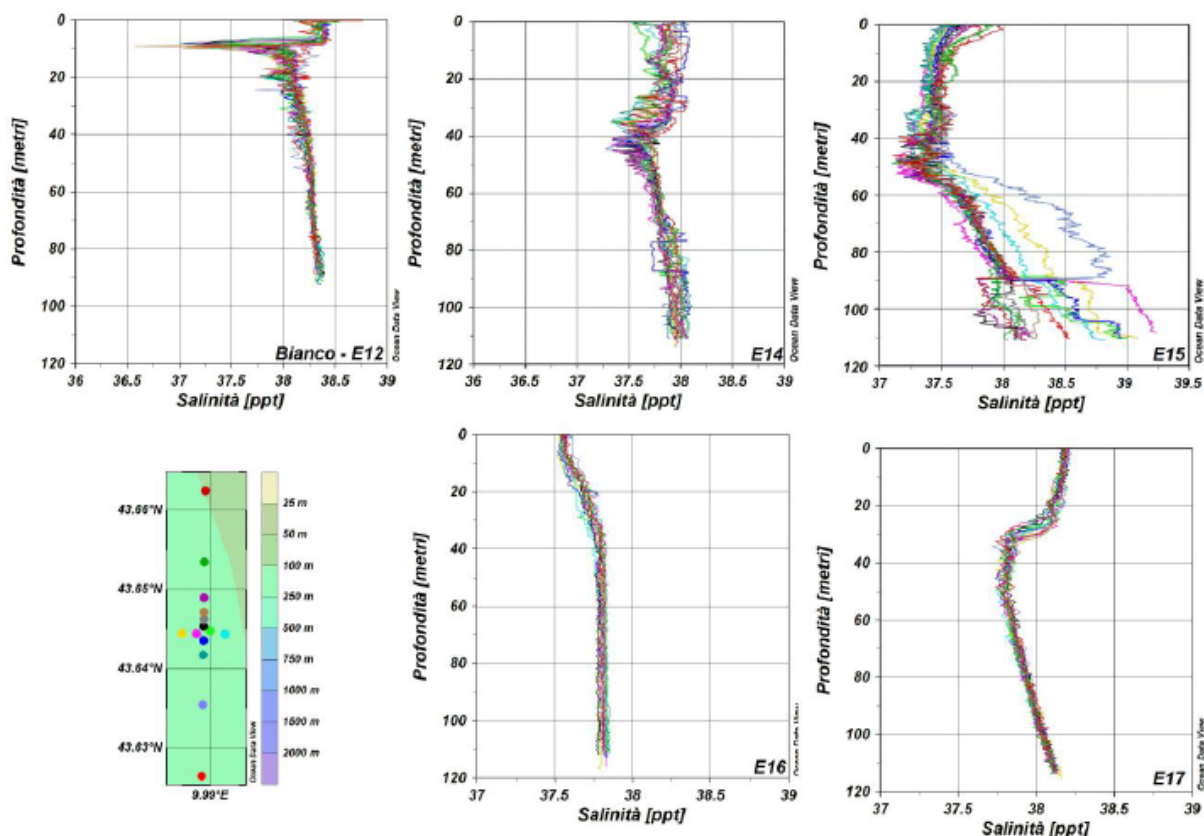 0
20
40
60
80
100
120
Profondità [metri]
Bianco - E12
Ocean Data View
36 36.5 37 37.5 38 38.5 39
Salinità [ppt]
0
20
40
60
80
100
120
Profondità [metri]
E14
Ocean Data View
37 37.5 38 38.5 39
Salinità [ppt]
0
20
40
60
80
100
120
Profondità [metri]
E15
Ocean Data View
37 37.5 38 38.5 39 39.5
Salinità [ppt]
43.66°N
43.65°N
43.64°N
43.63°N
9.99°E
25 m
50 m
100 m
250 m
500 m
750 m
1000 m
1500 m
2000 m
Ocean Data View
0
20
40
60
80
100
120
Profondità [metri]
E16
Ocean Data View
37 37.5 38 38.5 39
Salinità [ppt]
0
20
40
60
80
100
120
Profondità [metri]
E17
Ocean Data View
37 37.5 38 38.5 39
Salinità [ppt]